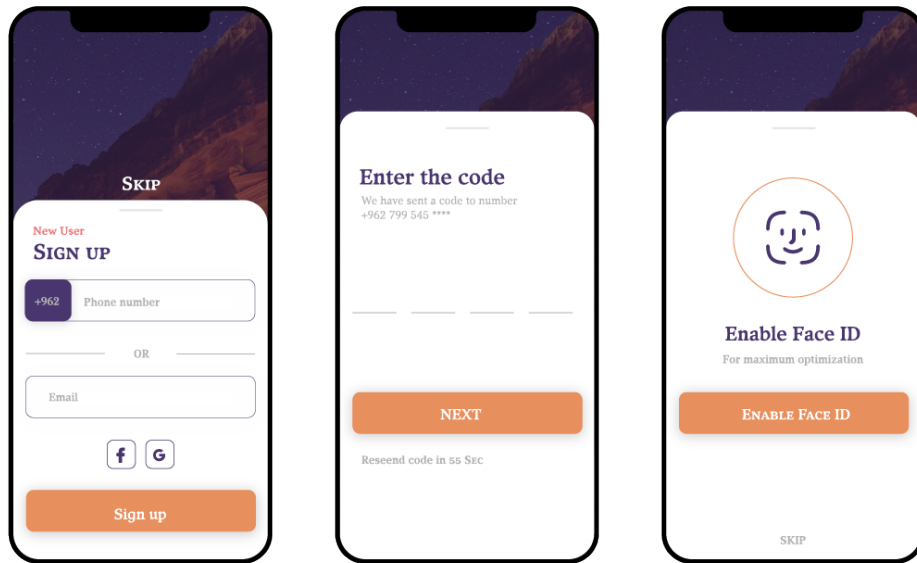 SKIP
New User
SIGN UP
+962 Phone number
OR
Email
f G
Sign up
Enter the code
We have sent a code to number
+962 799 545 ****
NEXT
Reseend code in 55 SEC
Enable Face ID
For maximum optimization
ENABLE FACE ID
SKIP